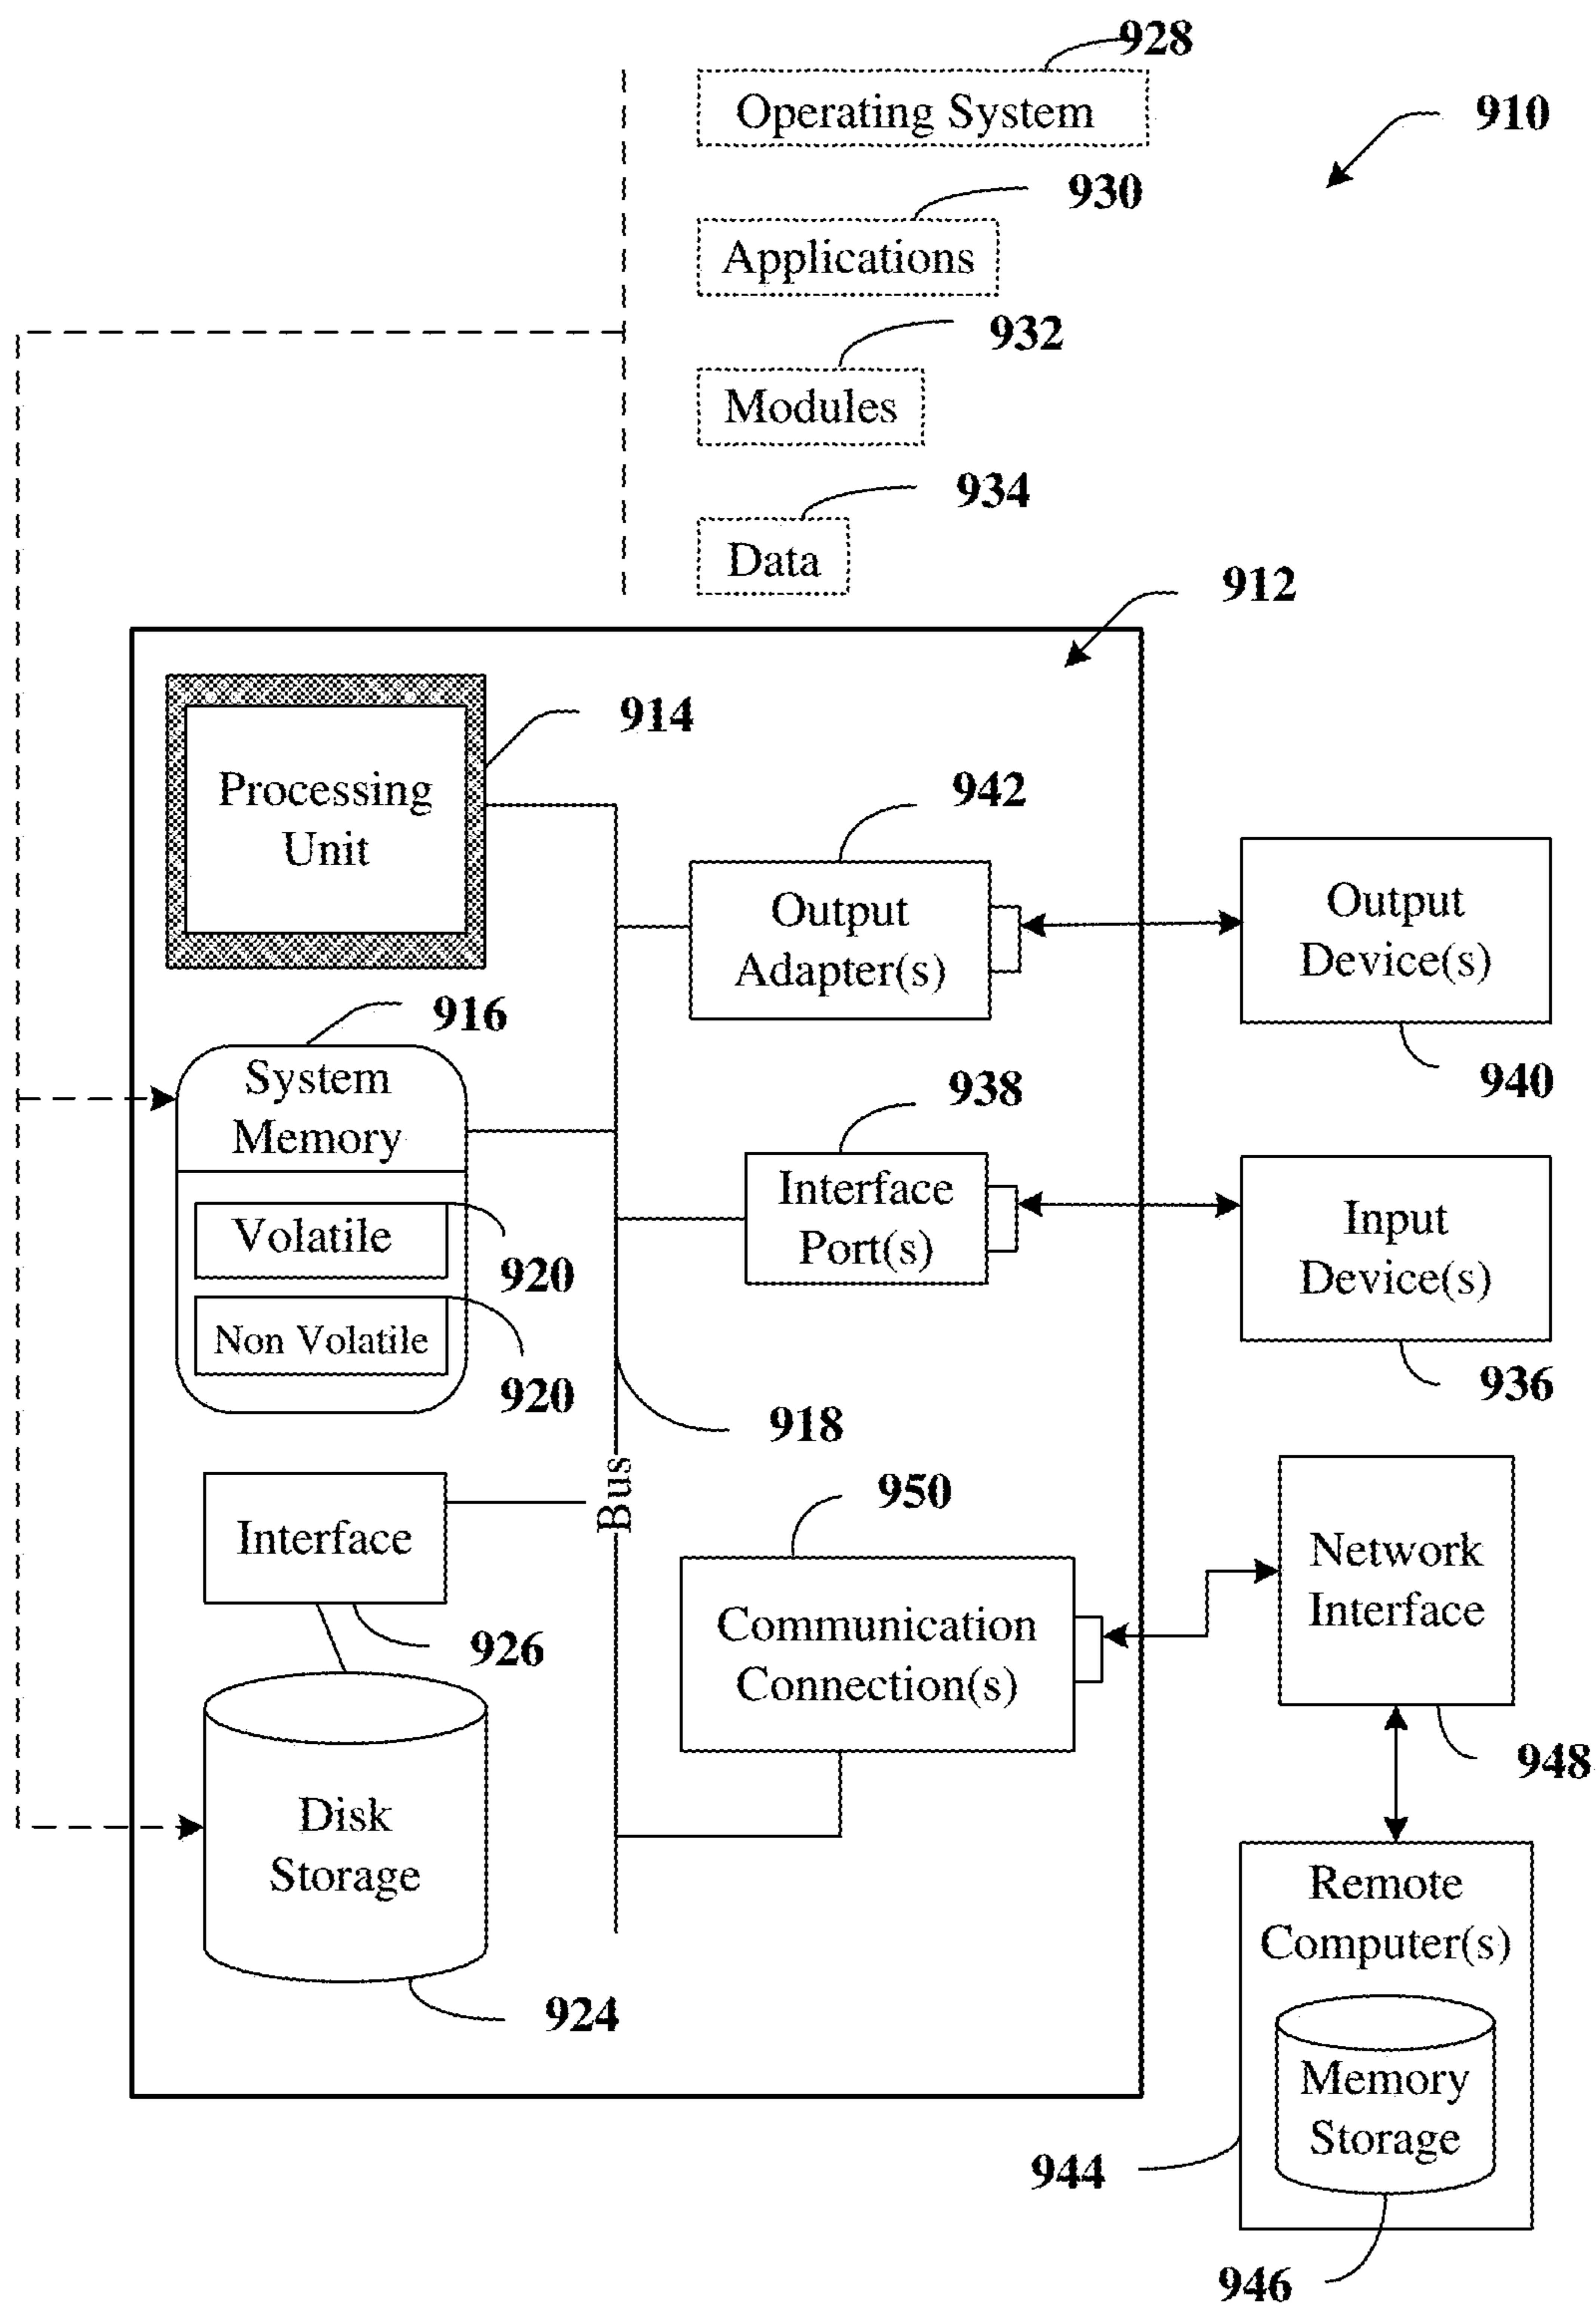 928
Operating System
910
930
Applications
932
Modules
934
Data
912
914
Processing
Unit
942
Output
Adapter(s)
Output
Device(s)
940
916
System
Memory
Volatile
920
Non Volatile
920
938
Interface
Port(s)
Input
Device(s)
936
918
Bus
Interface
926
950
Communication
Connection(s)
Network
Interface
948
Disk
Storage
924
Remote
Computer(s)
Memory
Storage
944
946